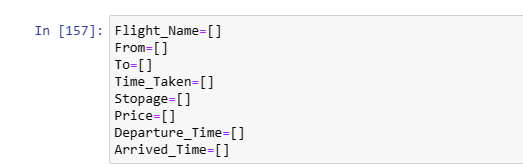 In [157]: Flight_Name=[]
From=[]
To=[]
Time_Taken=[]
Stopage=[]
Price=[]
Departure_Time=[]
Arrived_Time=[]